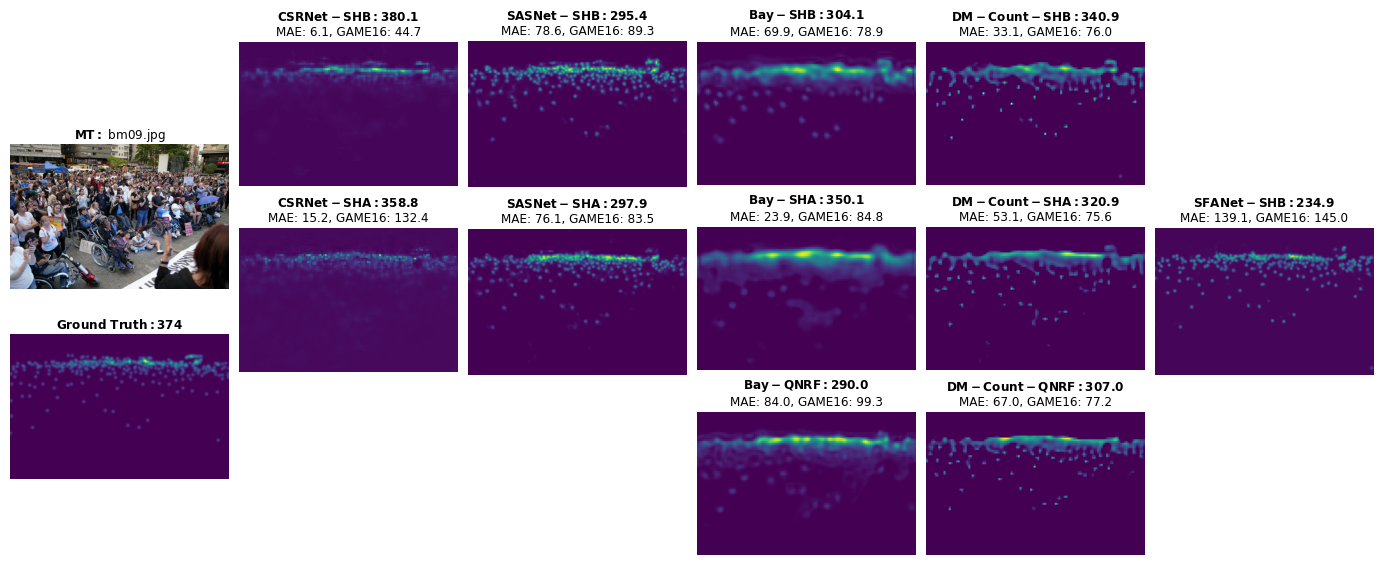 MT: bm09.jpg
Ground Truth: 374
CSRNet-SHB: 380.1
MAE: 6.1, GAME16: 44.7
CSRNet-SHA: 358.8
MAE: 15.2, GAME16: 132.4
SASNet-SHB: 295.4
MAE: 78.6, GAME16: 89.3
SASNet-SHA: 297.9
MAE: 76.1, GAME16: 83.5
Bay-SHB: 304.1
MAE: 69.9, GAME16: 78.9
Bay-SHA: 350.1
MAE: 23.9, GAME16: 84.8
Bay-QNRF: 290.0
MAE: 84.0, GAME16: 99.3
DM-Count-SHB: 340.9
MAE: 33.1, GAME16: 76.0
DM-Count-SHA: 320.9
MAE: 53.1, GAME16: 75.6
DM-Count-QNRF: 307.0
MAE: 67.0, GAME16: 77.2
SFANet-SHB: 234.9
MAE: 139.1, GAME16: 145.0